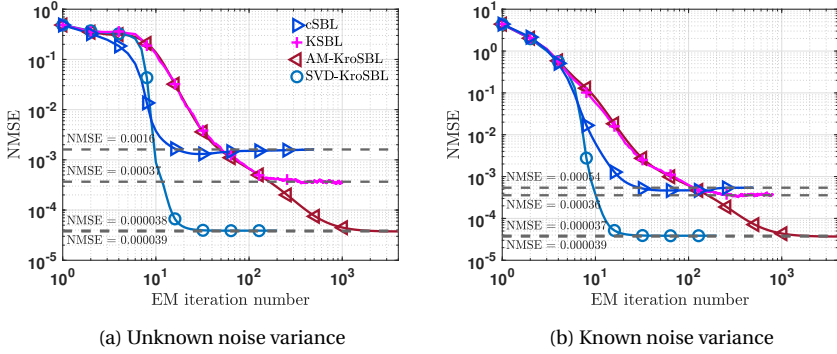 10^0
10^-1
10^-2
10^-3
10^-4
10^-5
NMSE
cSBL
KSBL
AM-KroSBL
SVD-KroSBL
NMSE = 0.0016
NMSE = 0.00037
NMSE = 0.000038
NMSE = 0.000039
10^0 10^1 10^2 10^3
EM iteration number
(a) Unknown noise variance
10^1
10^0
10^-1
10^-2
10^-3
10^-4
10^-5
NMSE
NMSE = 0.00054
NMSE = 0.00036
NMSE = 0.000037
NMSE = 0.000039
10^0 10^1 10^2 10^3
EM iteration number
(b) Known noise variance